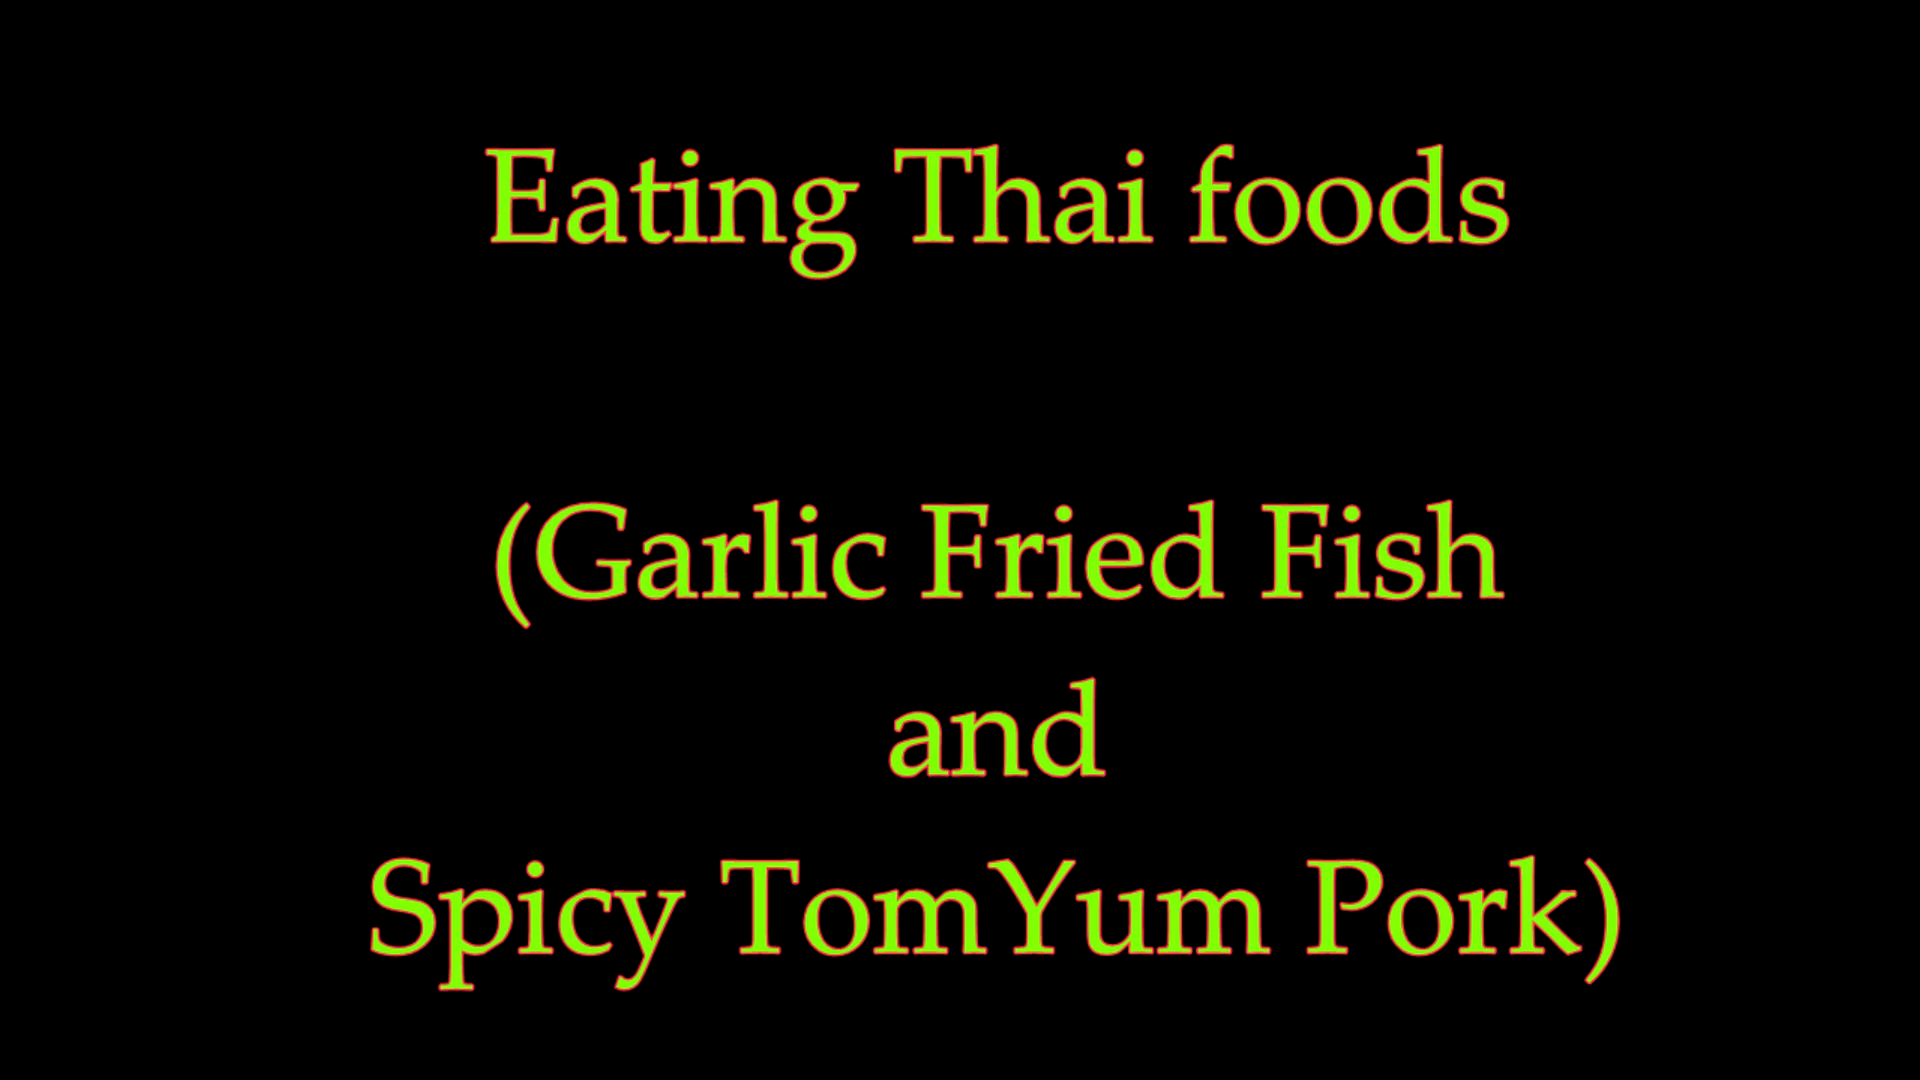 Eating Thai foods
(Garlic Fried Fish
and
Spicy TomYum Pork)